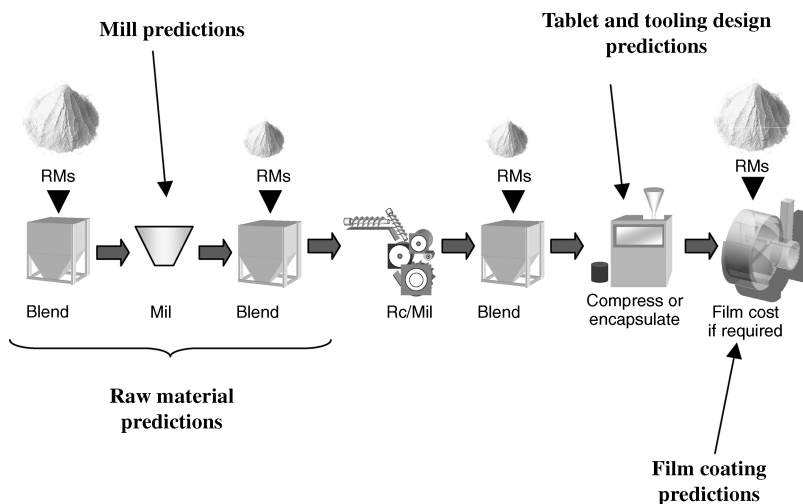 Mill predictions
Tablet and tooling design
predictions
RMs
RMs
RMs
RMs
Blend
Mil
Blend
Rc/Mil
Blend
Compress or
encapsulate
Film cost
if required
Raw material
predictions
Film coating
predictions